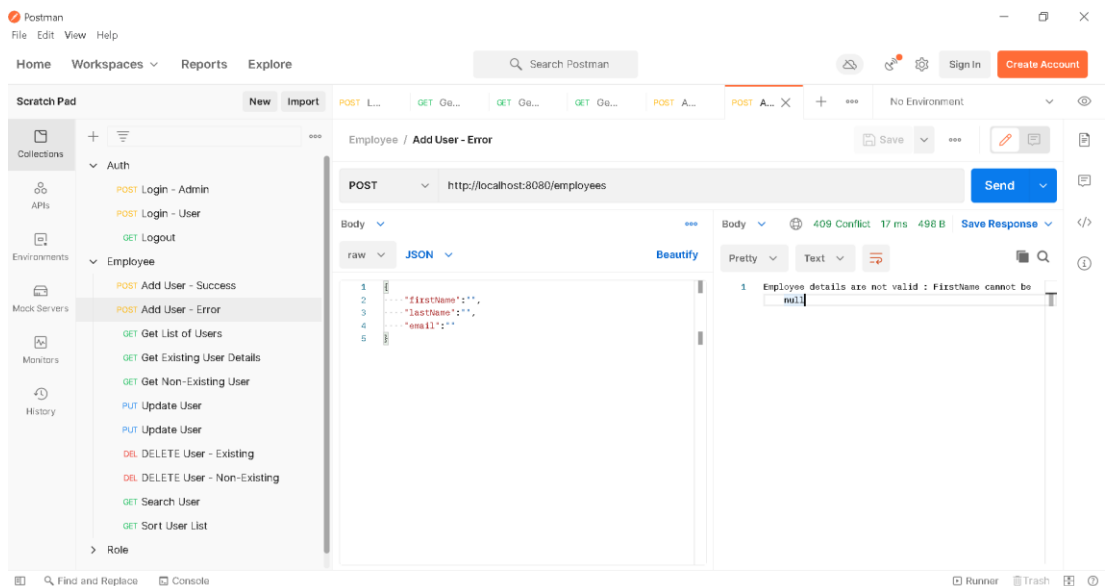 Postman
File Edit View Help
Home Workspaces Reports Explore
Search Postman
Sign In
Create Account
Scratch Pad
New Import
POST L...
GET Ge...
GET Ge...
GET Ge...
POST A...
POST A...
No Environment
Collections
APIs
Environments
Mock Servers
Monitors
History
Auth
POST Login - Admin
POST Login - User
GET Logout
Employee
POST Add User - Success
POST Add User - Error
GET Get List of Users
GET Get Existing User Details
GET Get Non-Existing User
PUT Update User
PUT Update User
DEL DELETE User - Existing
DEL DELETE User - Non-Existing
GET Search User
GET Sort User List
Role
Employee / Add User - Error
Save
POST
http://localhost:8080/employees
Send
Body
raw JSON
Beautify
1 {
2 "firstName":"",
3 "lastName":"",
4 "email":""
5 }
Body
409 Conflict 17 ms 498 B Save Response
Pretty Text
1 Employee details are not valid : FirstName cannot be
null
Find and Replace Console
Runner Trash